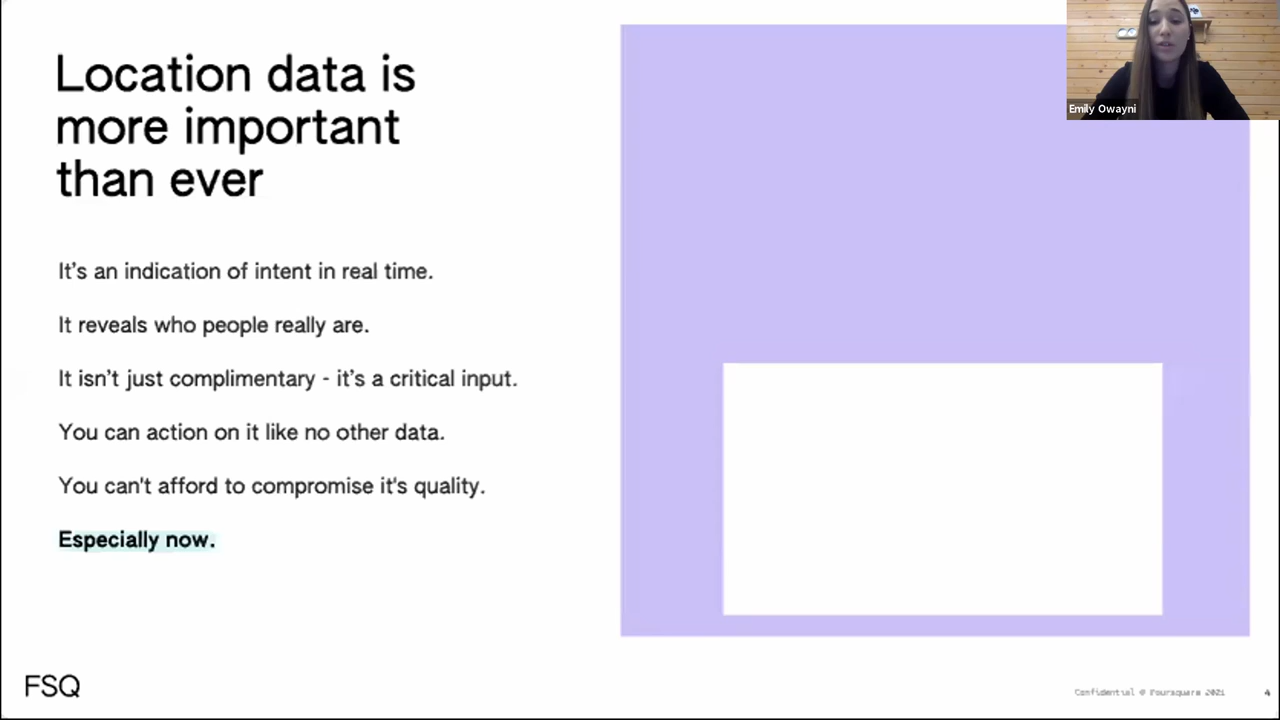 Location data is
more important
than ever
It's an indication of intent in real time.
It reveals who people really are.
It isn't just complimentary - it's a critical input.
You can action on it like no other data.
You can't afford to compromise it's quality.
Especially now.
Emily Owayni
FSQ
Confidential @ Foursquare 2021
4